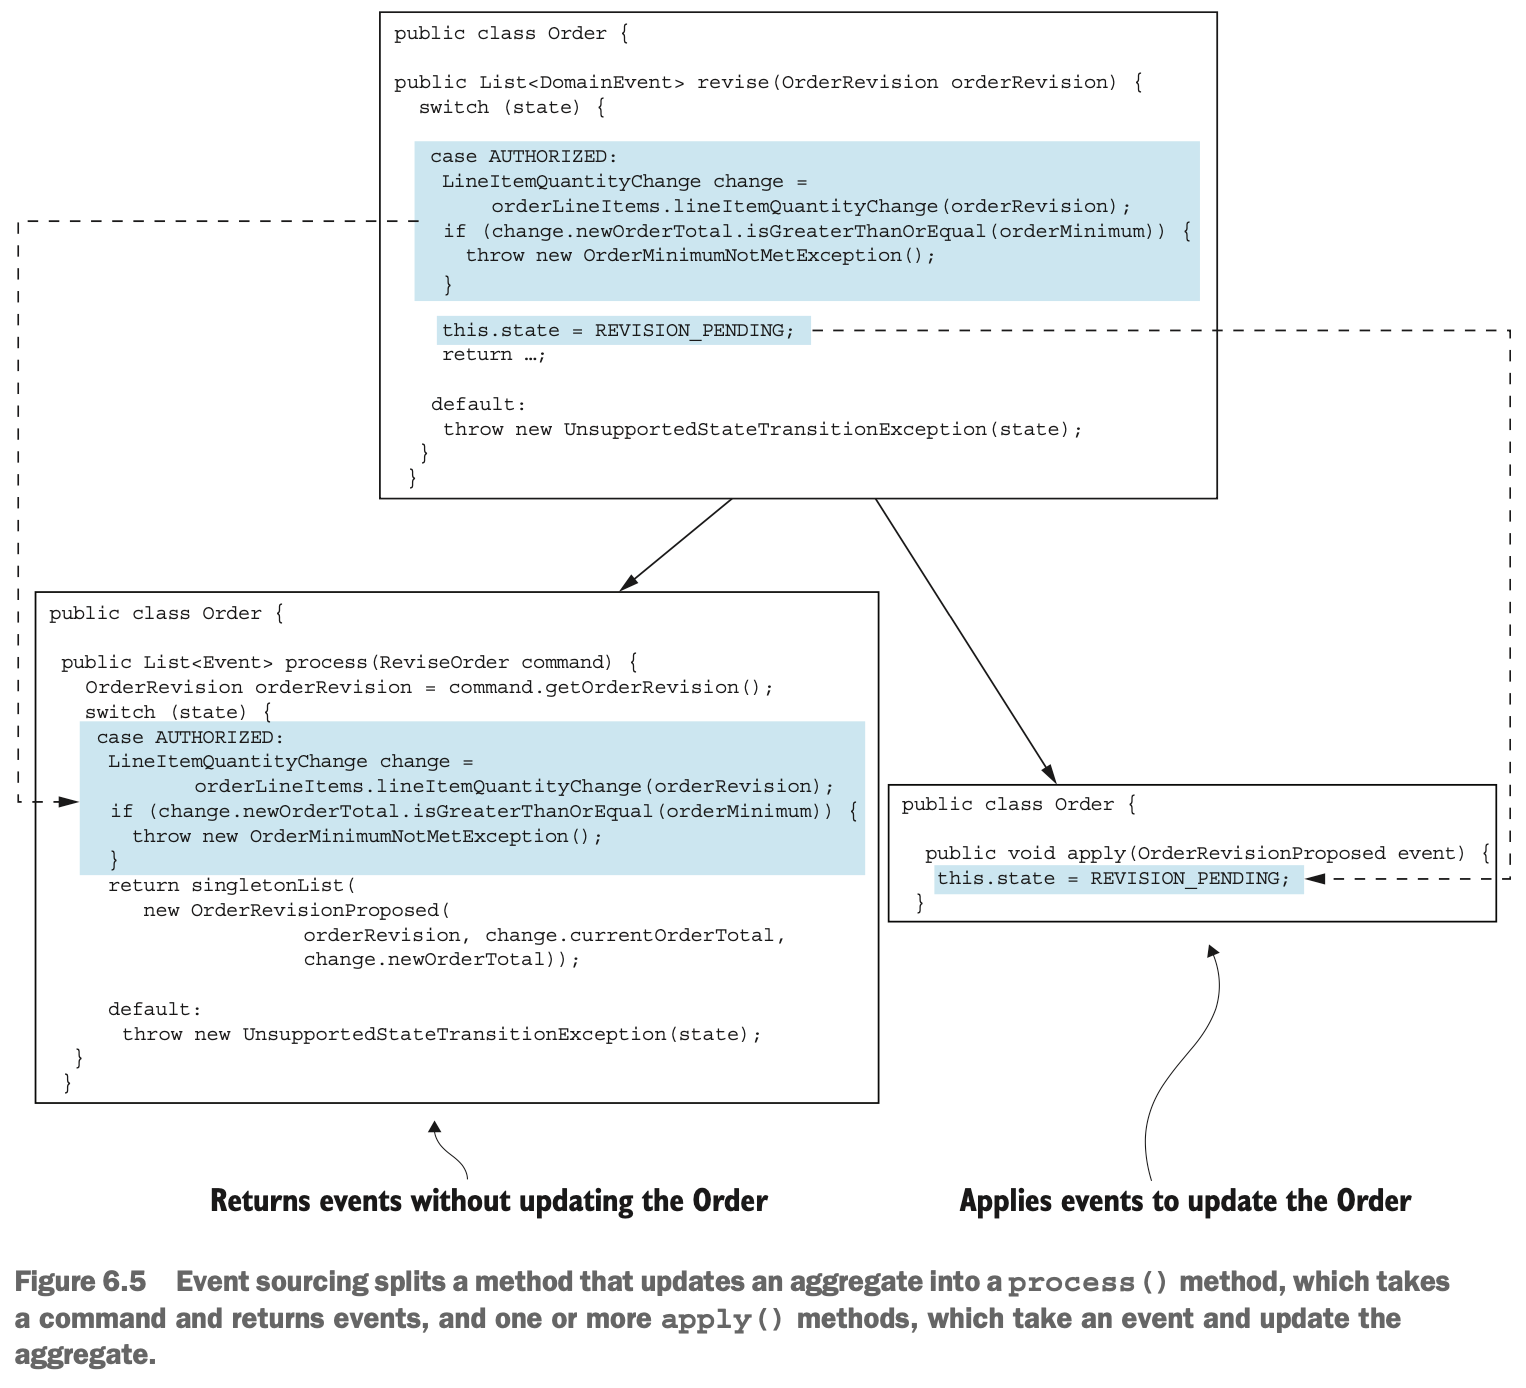 public class Order {
public List<DomainEvent> revise(OrderRevision orderRevision) {
switch (state) {
case AUTHORIZED:
LineItemQuantityChange change =
orderLineItems.lineItemQuantityChange(orderRevision);
if (change.newOrderTotal.isGreaterThanOrEqual(orderMinimum)) {
throw new OrderMinimumNotMetException();
}
this.state = REVISION_PENDING;
return …;
default:
throw new UnsupportedStateTransitionException(state);
}
}
public class Order {
public List<Event> process(ReviseOrder command) {
OrderRevision orderRevision = command.getOrderRevision();
switch (state) {
case AUTHORIZED:
LineItemQuantityChange change =
orderLineItems.lineItemQuantityChange(orderRevision);
if (change.newOrderTotal.isGreaterThanOrEqual(orderMinimum)) {
throw new OrderMinimumNotMetException();
}
return singletonList(
new OrderRevisionProposed(
orderRevision, change.currentOrderTotal,
change.newOrderTotal));
default:
throw new UnsupportedStateTransitionException(state);
}
}
public class Order {
public void apply(OrderRevisionProposed event) {
this.state = REVISION_PENDING;
}
Returns events without updating the Order
Applies events to update the Order
Figure 6.5 Event sourcing splits a method that updates an aggregate into a process() method, which takes
a command and returns events, and one or more apply() methods, which take an event and update the
aggregate.